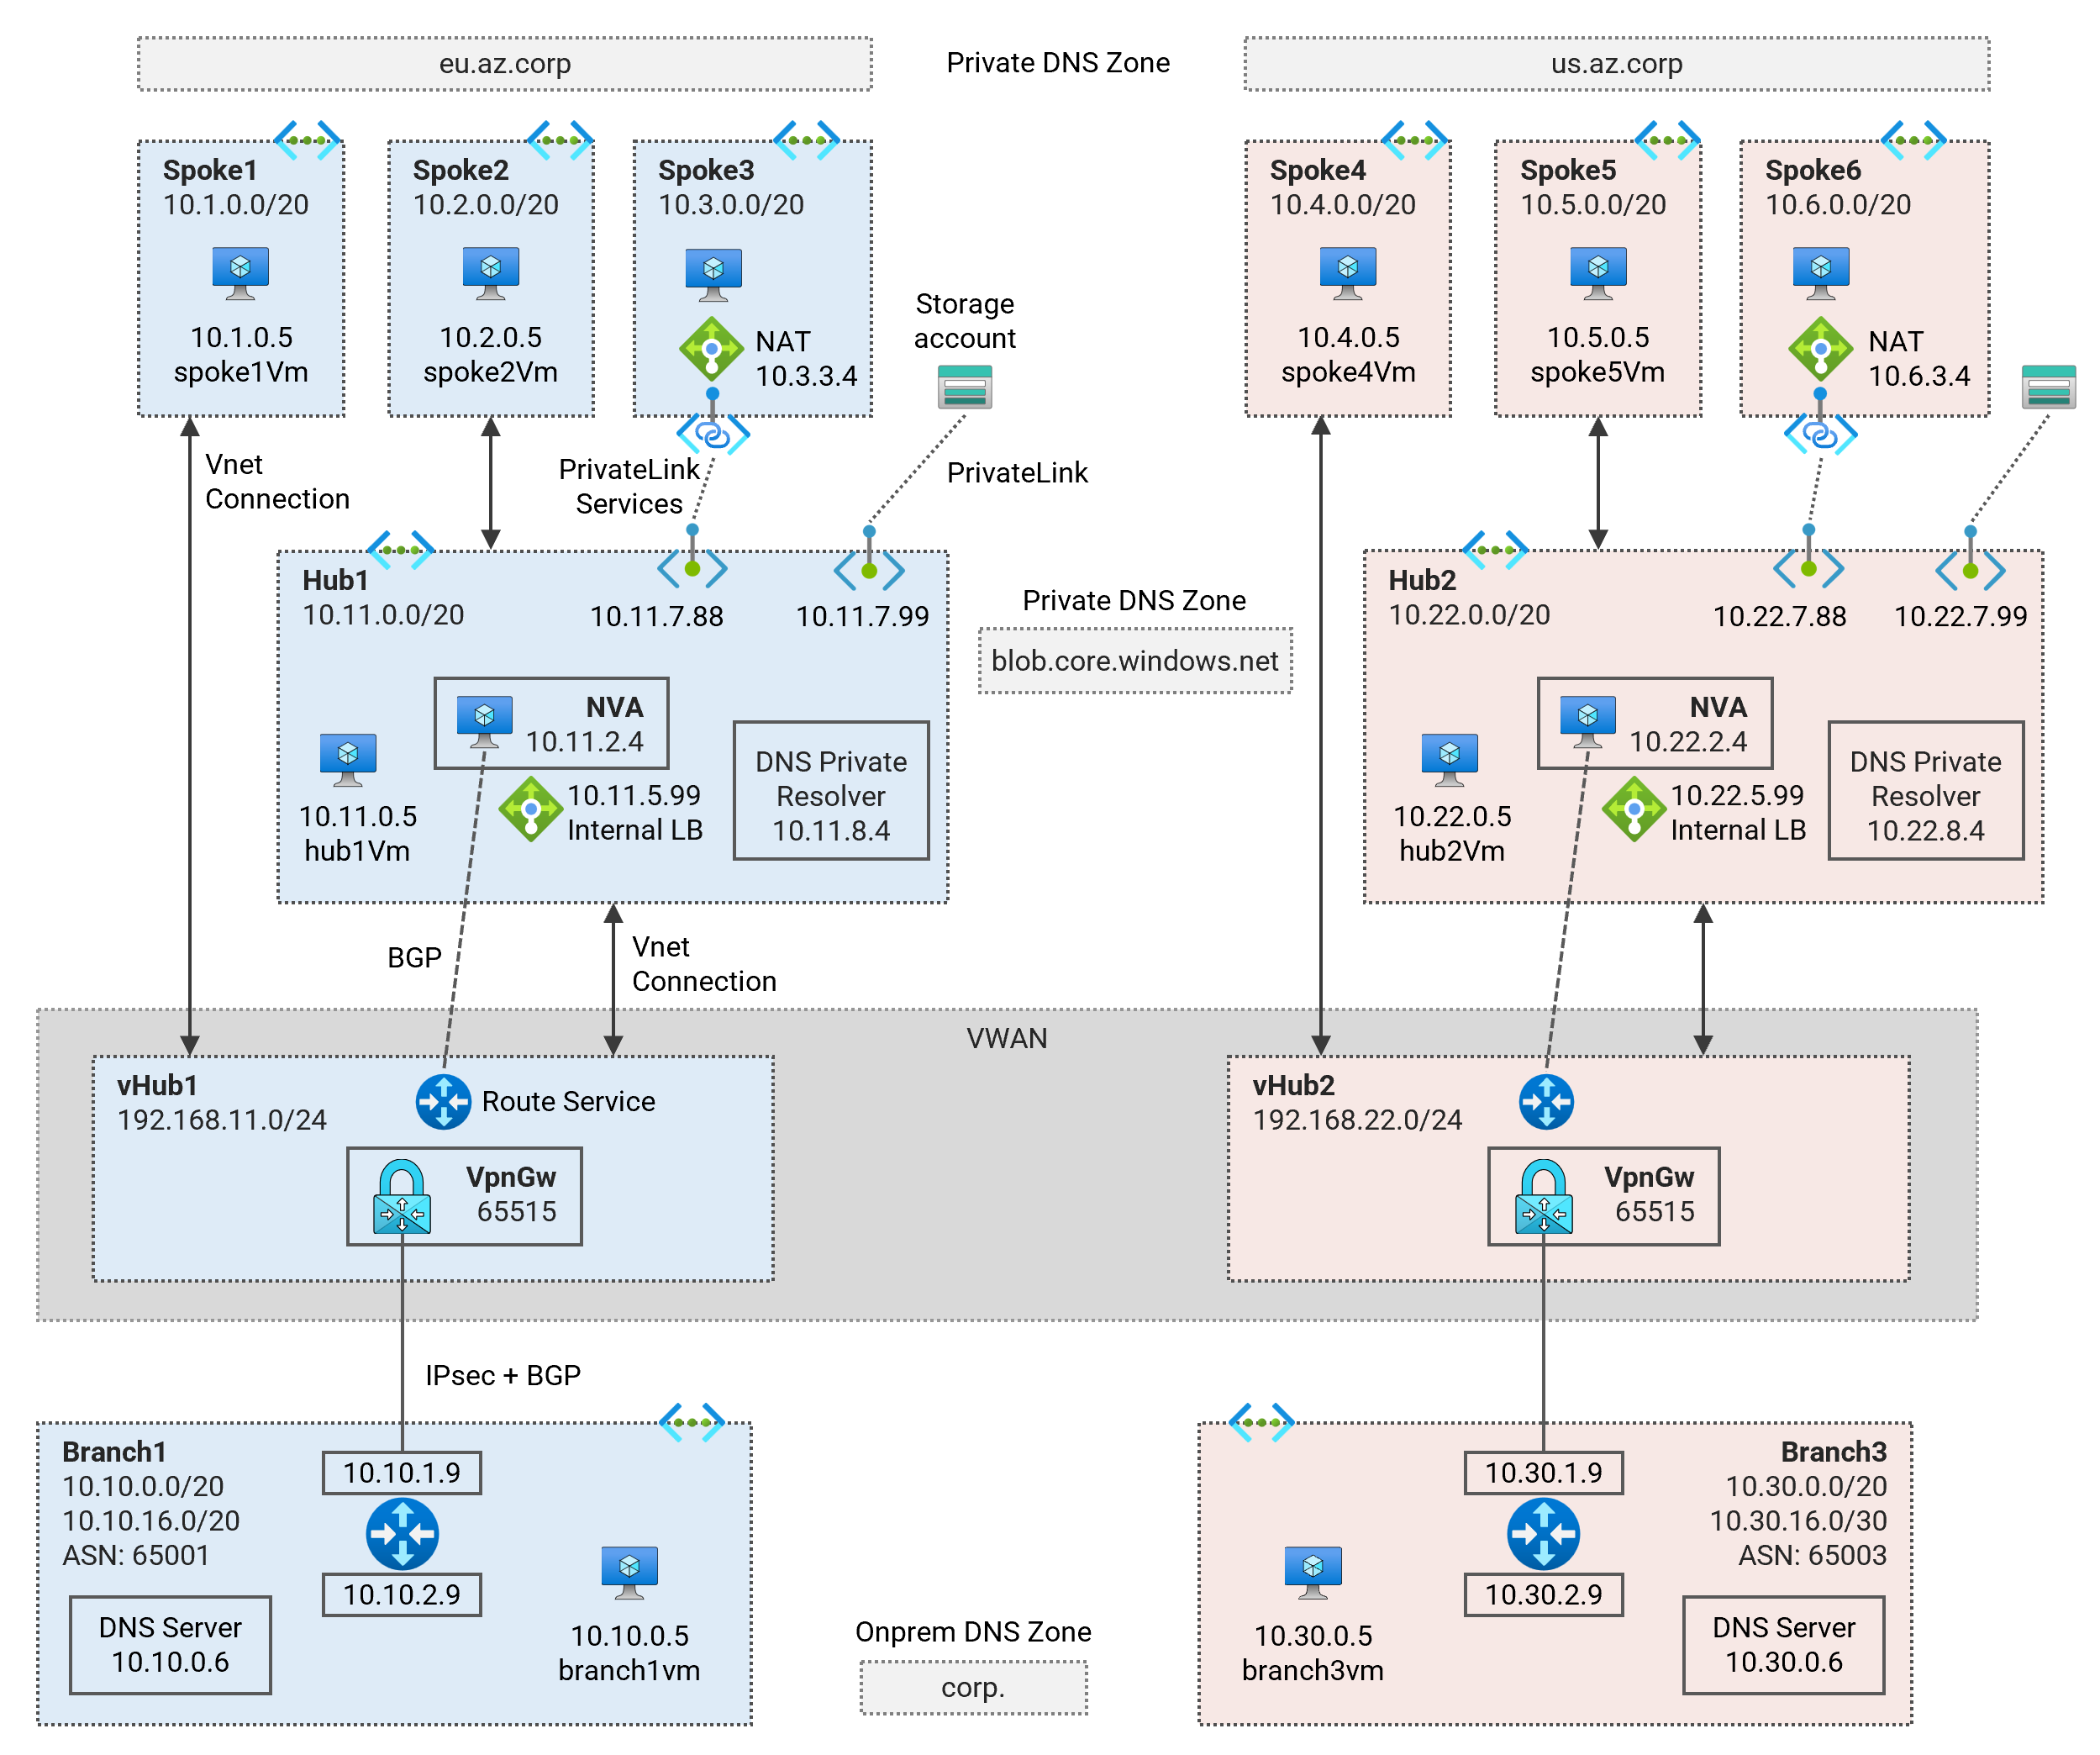 eu.az.corp
Private DNS Zone
us.az.corp
Spoke1
10.1.0.0/20
10.1.0.5
spoke1Vm
Spoke2
10.2.0.0/20
10.2.0.5
spoke2Vm
Spoke3
10.3.0.0/20
NAT
10.3.3.4
Storage
account
Spoke4
10.4.0.0/20
10.4.0.5
spoke4Vm
Spoke5
10.5.0.0/20
10.5.0.5
spoke5Vm
Spoke6
10.6.0.0/20
NAT
10.6.3.4
Vnet
Connection
PrivateLink
Services
PrivateLink
Hub1
10.11.0.0/20
10.11.7.88
10.11.7.99
NVA
10.11.2.4
10.11.0.5
hub1Vm
10.11.5.99
Internal LB
DNS Private
Resolver
10.11.8.4
Private DNS Zone
blob.core.windows.net
Hub2
10.22.0.0/20
10.22.7.88
10.22.7.99
NVA
10.22.2.4
10.22.0.5
hub2Vm
10.22.5.99
Internal LB
DNS Private
Resolver
10.22.8.4
BGP
Vnet
Connection
VWAN
vHub1
192.168.11.0/24
Route Service
VpnGw
65515
vHub2
192.168.22.0/24
VpnGw
65515
IPsec + BGP
Branch1
10.10.0.0/20
10.10.16.0/20
ASN: 65001
10.10.1.9
10.10.2.9
DNS Server
10.10.0.6
10.10.0.5
branch1vm
Onprem DNS Zone
corp.
Branch3
10.30.0.0/20
10.30.16.0/30
ASN: 65003
10.30.1.9
10.30.2.9
10.30.0.5
branch3vm
DNS Server
10.30.0.6